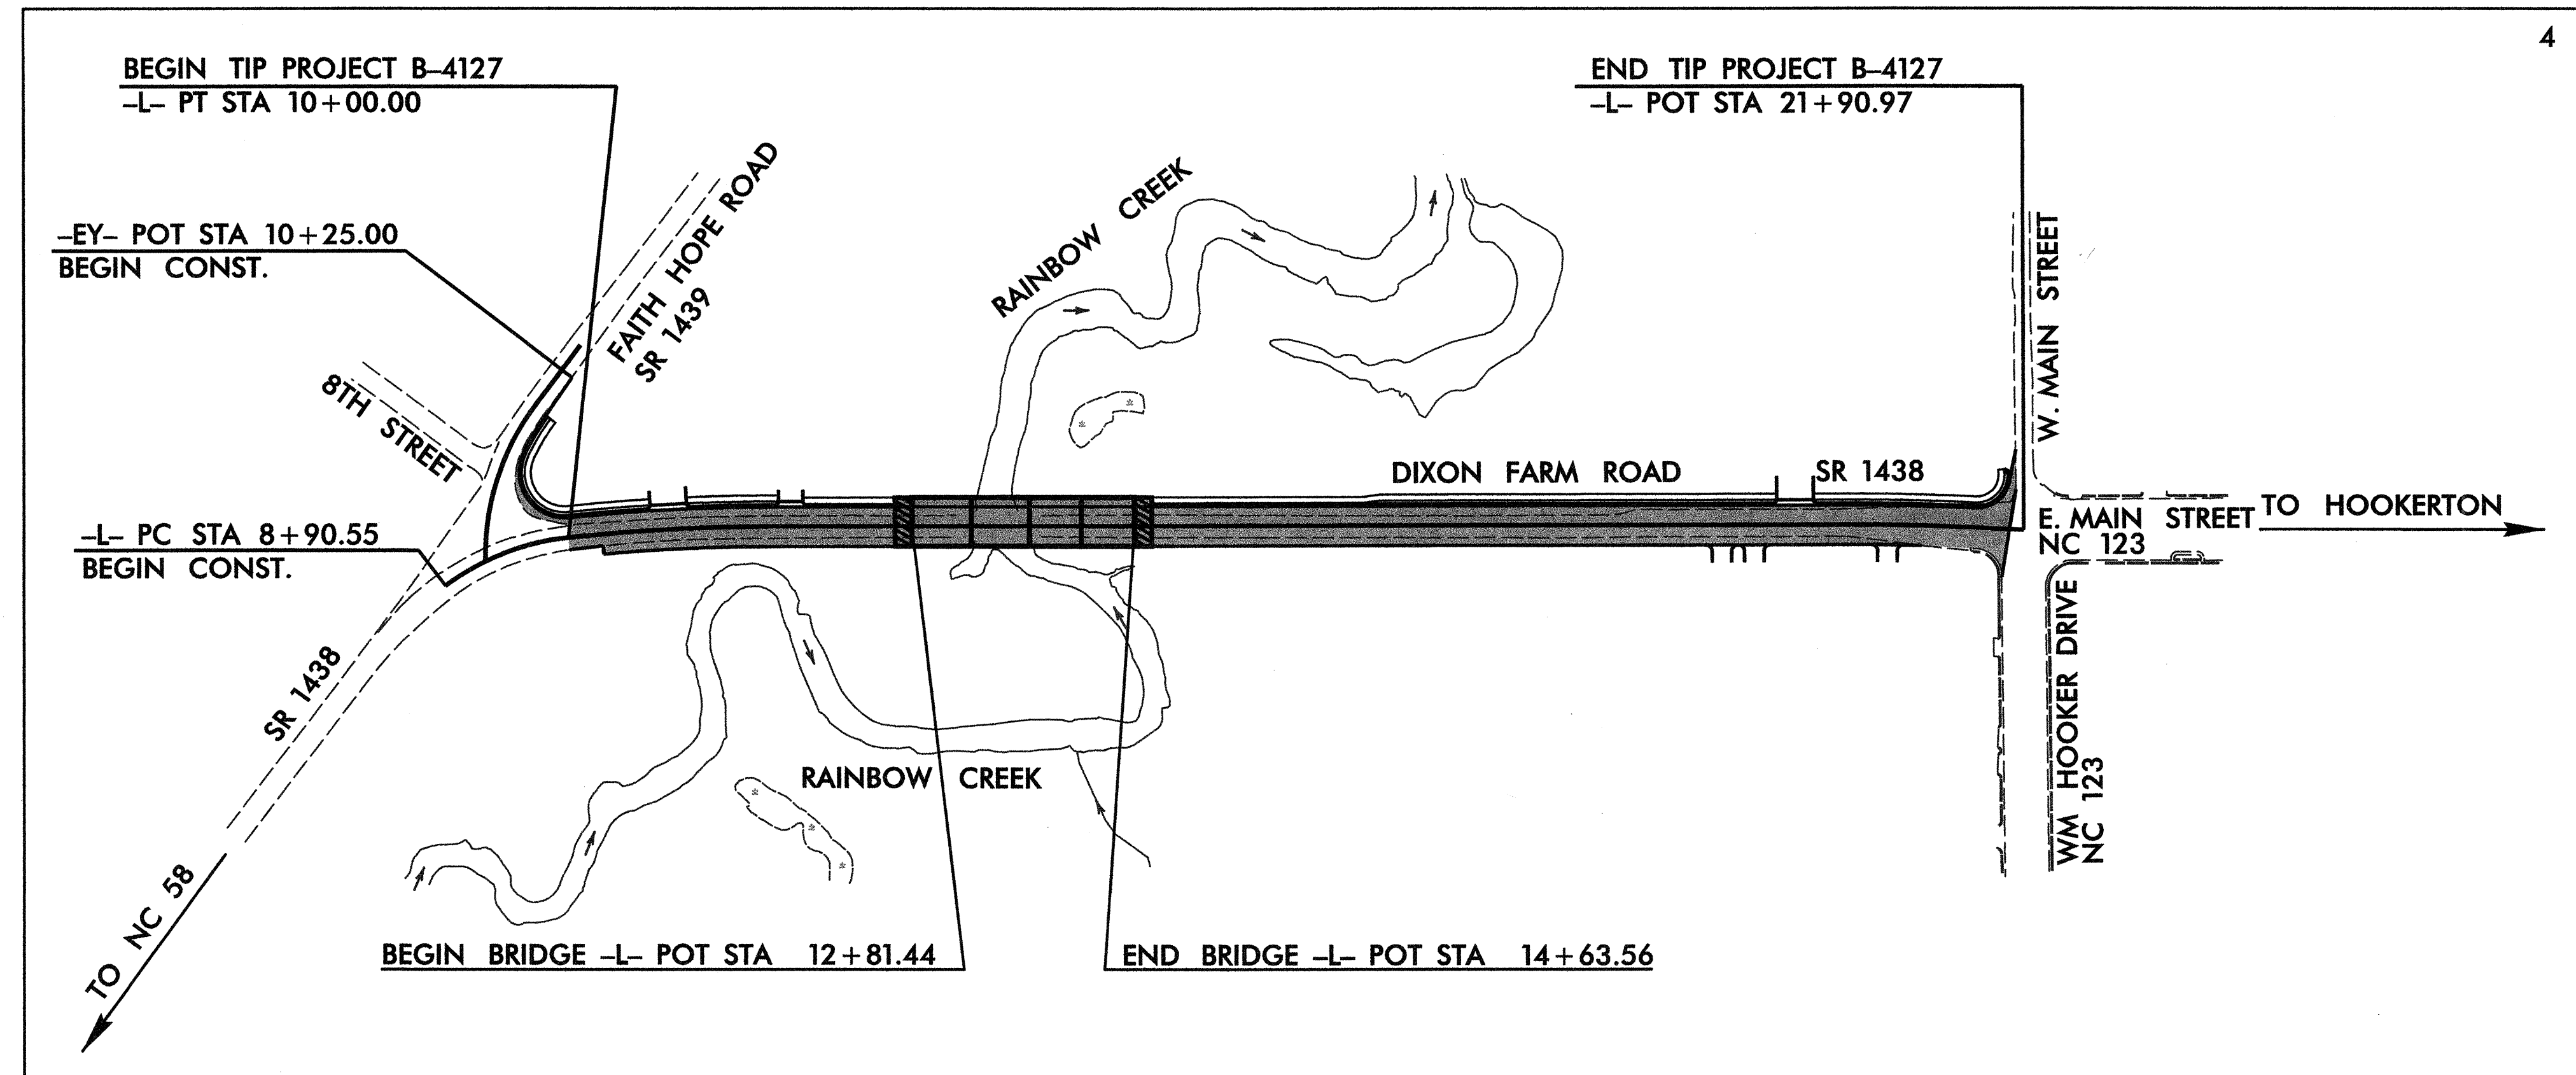 4
BEGIN TIP PROJECT B–4127
–L– PT STA 10+00.00
END TIP PROJECT B–4127
–L– POT STA 21+90.97
–EY– POT STA 10+25.00
BEGIN CONST.
FAITH HOPE ROAD
SR 1439
RAINBOW CREEK
W. MAIN STREET
8TH STREET
DIXON FARM ROAD SR 1438
–L– PC STA 8+90.55
BEGIN CONST.
E. MAIN STREET
NC 123
TO HOOKERTON
SR 1438
WM HOOKER DRIVE
NC 123
RAINBOW CREEK
TO NC 58
BEGIN BRIDGE –L– POT STA 12+81.44
END BRIDGE –L– POT STA 14+63.56